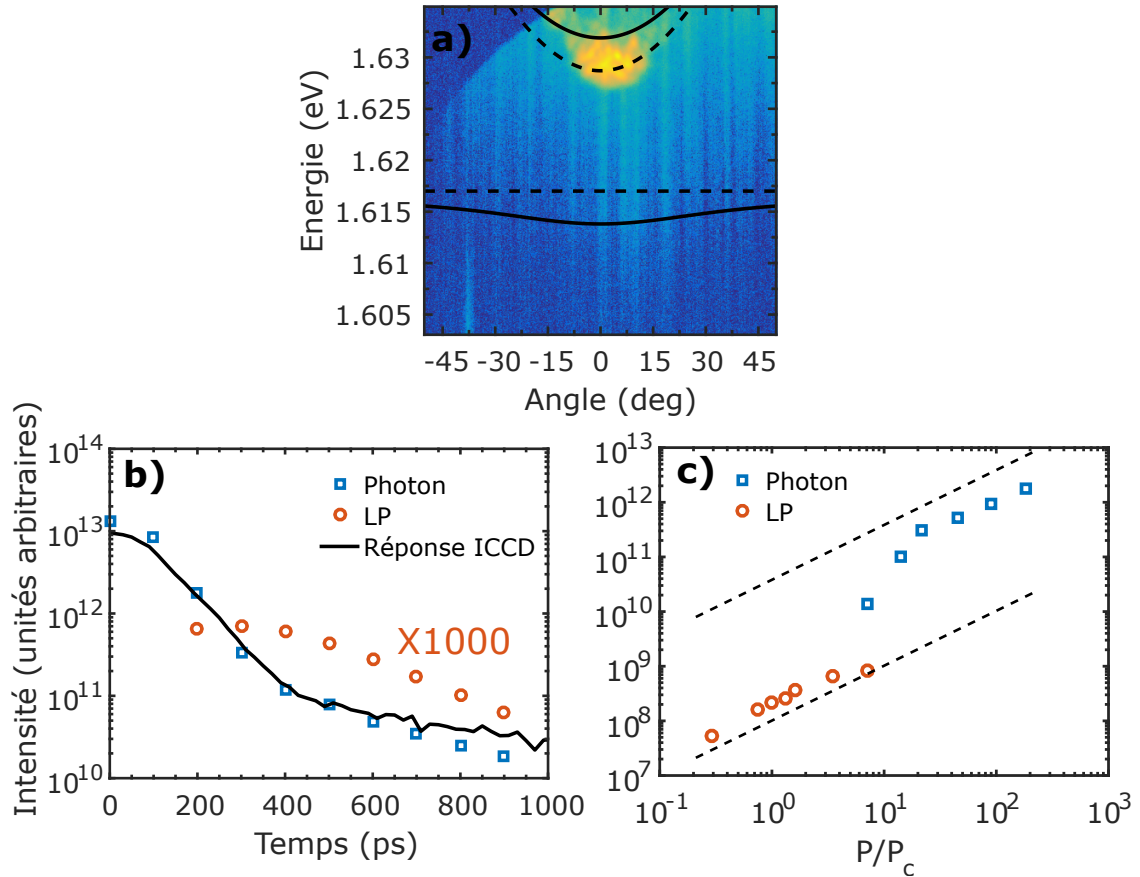 a)
Energie (eV)
1.63
1.625
1.62
1.615
1.61
1.605
-45 -30 -15 0 15 30 45
Angle (deg)
b)
Intensité (unités arbitraires)
10^14
10^13
10^12
10^11
10^10
Photon
LP
Réponse ICCD
X1000
0 200 400 600 800 1000
Temps (ps)
c)
10^13
10^12
10^11
10^10
10^9
10^8
10^7
Photon
LP
10^-1 10^0 10^1 10^2 10^3
P/P_c